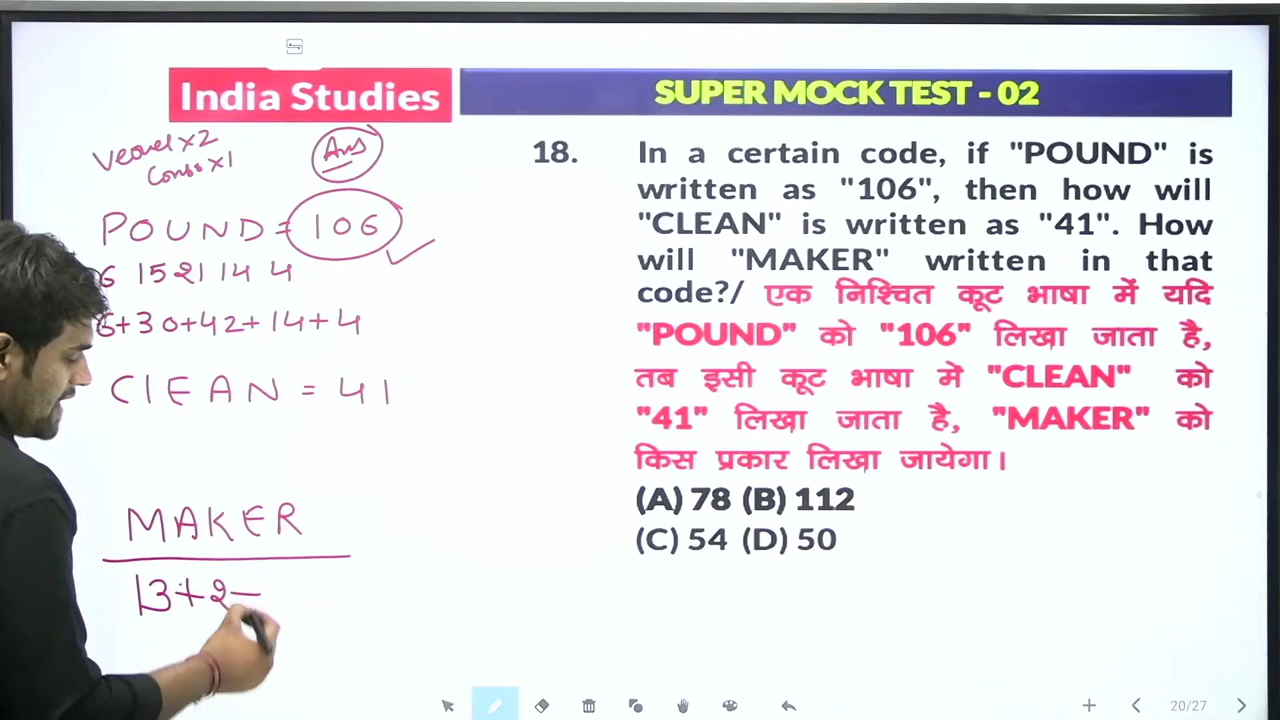 India Studies
SUPER MOCK TEST - 02
Vowel x2
Cons x1
Ans
POUND = 106
6 15 21 14 4
6+30+42+14+4
ClEAN = 41
MAKER
13+2
18. In a certain code, if "POUND" is
written as "106", then how will
"CLEAN" is written as "41". How
will "MAKER" written in that
code?/ एक निश्चित कूट भाषा में यदि
"POUND" को "106" लिखा जाता है,
तब इसी कूट भाषा में "CLEAN" को
"41" लिखा जाता है, "MAKER" को
किस प्रकार लिखा जायेगा।
(A) 78 (B) 112
(C) 54 (D) 50
20/27